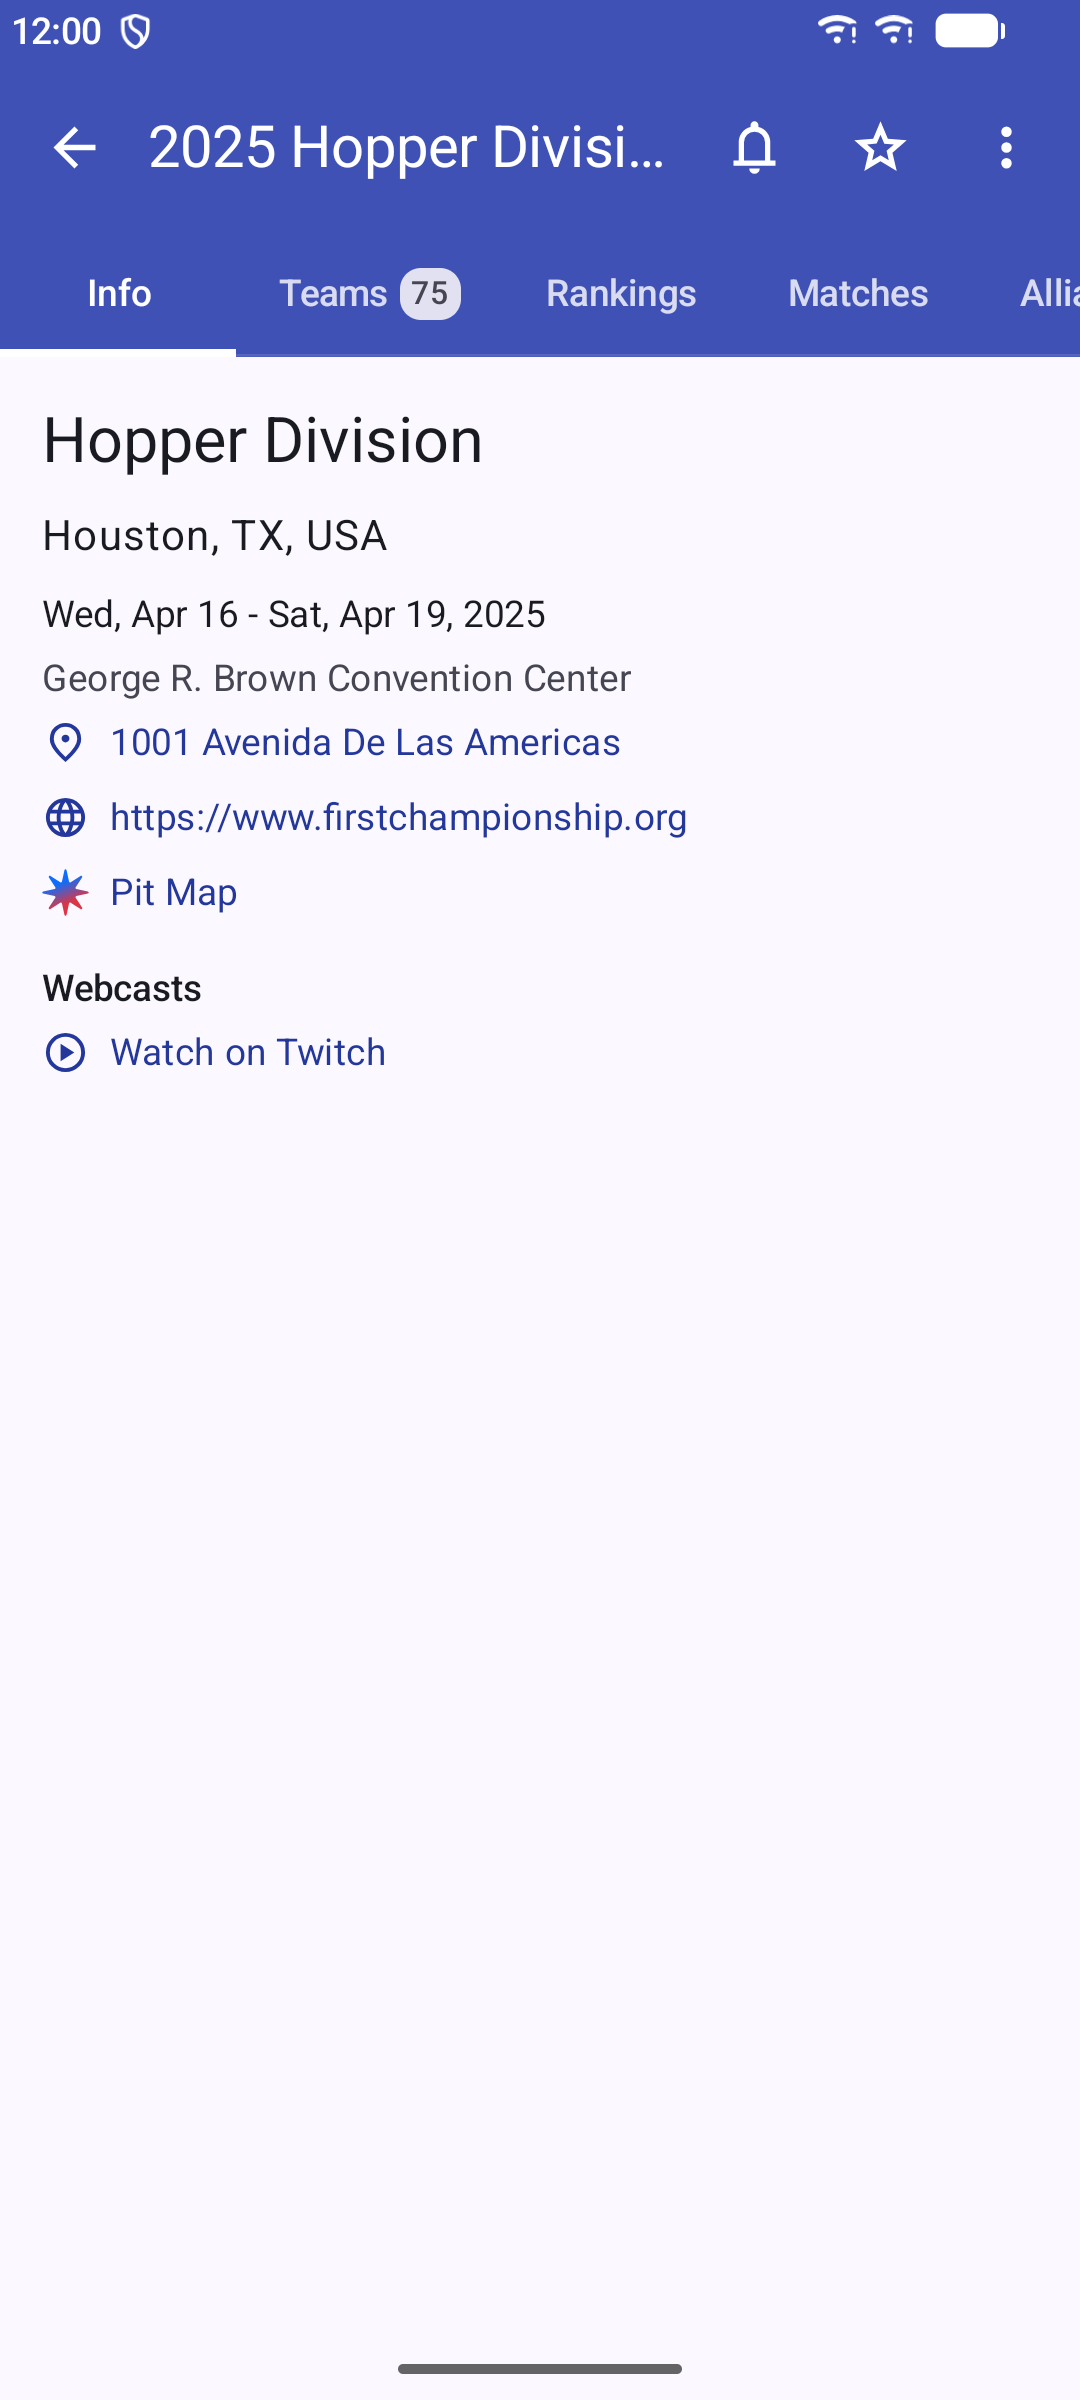 12:00
2025 Hopper Divisi...
Info
Teams 75
Rankings
Matches
Allia
Hopper Division
Houston, TX, USA
Wed, Apr 16 - Sat, Apr 19, 2025
George R. Brown Convention Center
1001 Avenida De Las Americas
https://www.firstchampionship.org
Pit Map
Webcasts
Watch on Twitch